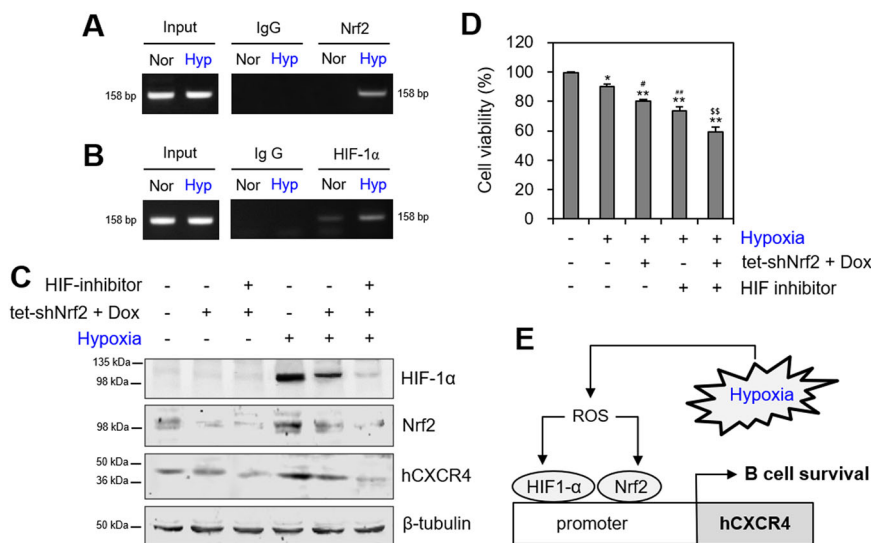 A
Input IgG Nrf2
Nor Hyp Nor Hyp Nor Hyp
158 bp 158 bp
B
Input Ig G HIF-1α
Nor Hyp Nor Hyp Nor Hyp
158 bp 158 bp
C
HIF-inhibitor - - + - - +
tet-shNrf2 + Dox - + + - + +
Hypoxia - - - + + +
135 kDa
98 kDa
HIF-1α
98 kDa
Nrf2
50 kDa
36 kDa
hCXCR4
50 kDa
β-tubulin
D
Cell viability (%)
120
100
80
60
40
20
0
*
#
**
##
**
$$
**
- + + + + Hypoxia
- - + - + tet-shNrf2 + Dox
- - - + + HIF inhibitor
E
Hypoxia
ROS
HIF1-α Nrf2
B cell survival
promoter hCXCR4